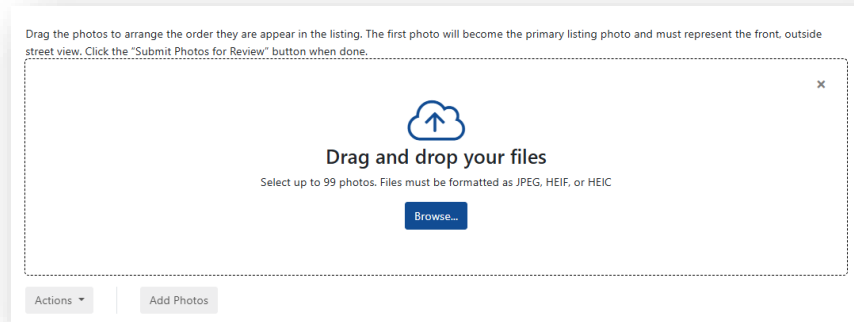 Drag the photos to arrange the order they are appear in the listing. The first photo will become the primary listing photo and must represent the front, outside
street view. Click the “Submit Photos for Review” button when done.
Drag and drop your files
Select up to 99 photos. Files must be formatted as JPEG, HEIF, or HEIC
Browse...
Actions
Add Photos